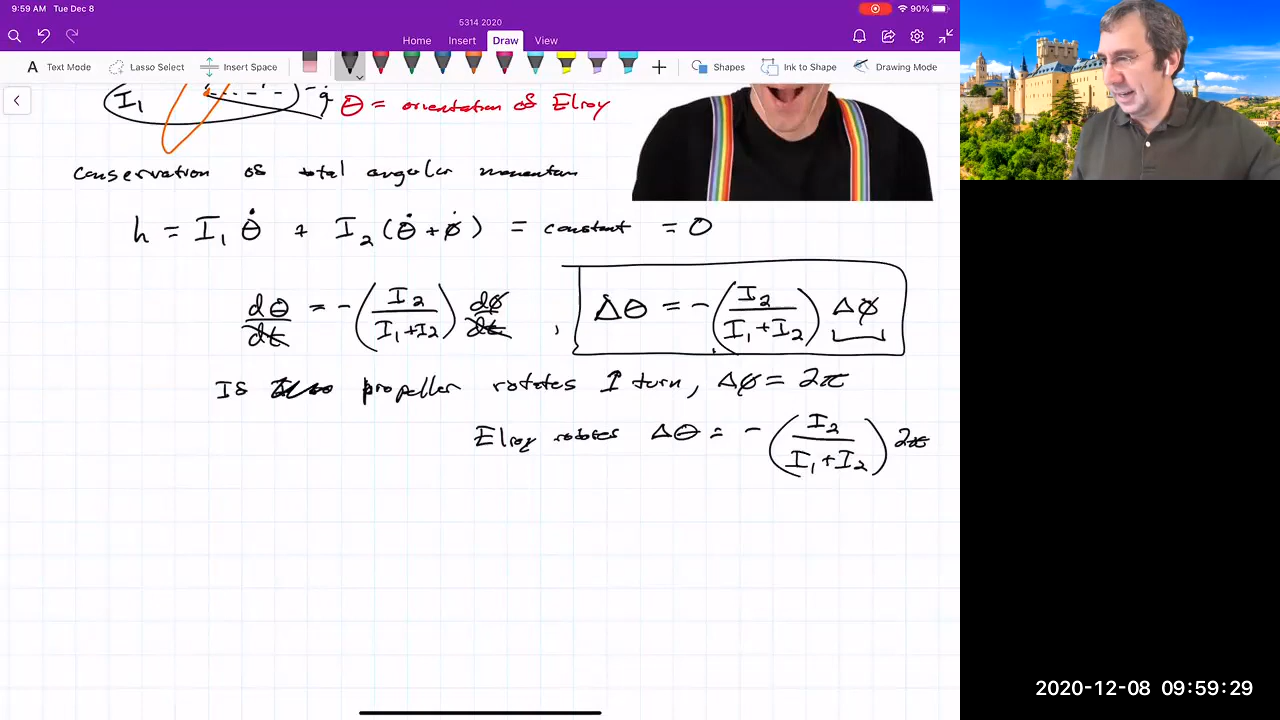 9:59 AM Tue Dec 8
90%
5314 2020
Home Insert Draw View
Text Mode Lasso Select Insert Space Shapes Ink to Shape Drawing Mode
I₁
θ = orientation of Elroy
conservation of total angular momentum
h = I₁ θ̇ + I₂ (θ̇ + φ̇) = constant = 0
dθ/dt = -(I₂/(I₁+I₂)) dφ/dt , Δθ = -(I₂/(I₁+I₂)) Δφ
If propeller rotates 1 turn, Δφ = 2π
Elroy rotates Δθ = -(I₂/(I₁+I₂)) 2π
2020-12-08 09:59:29